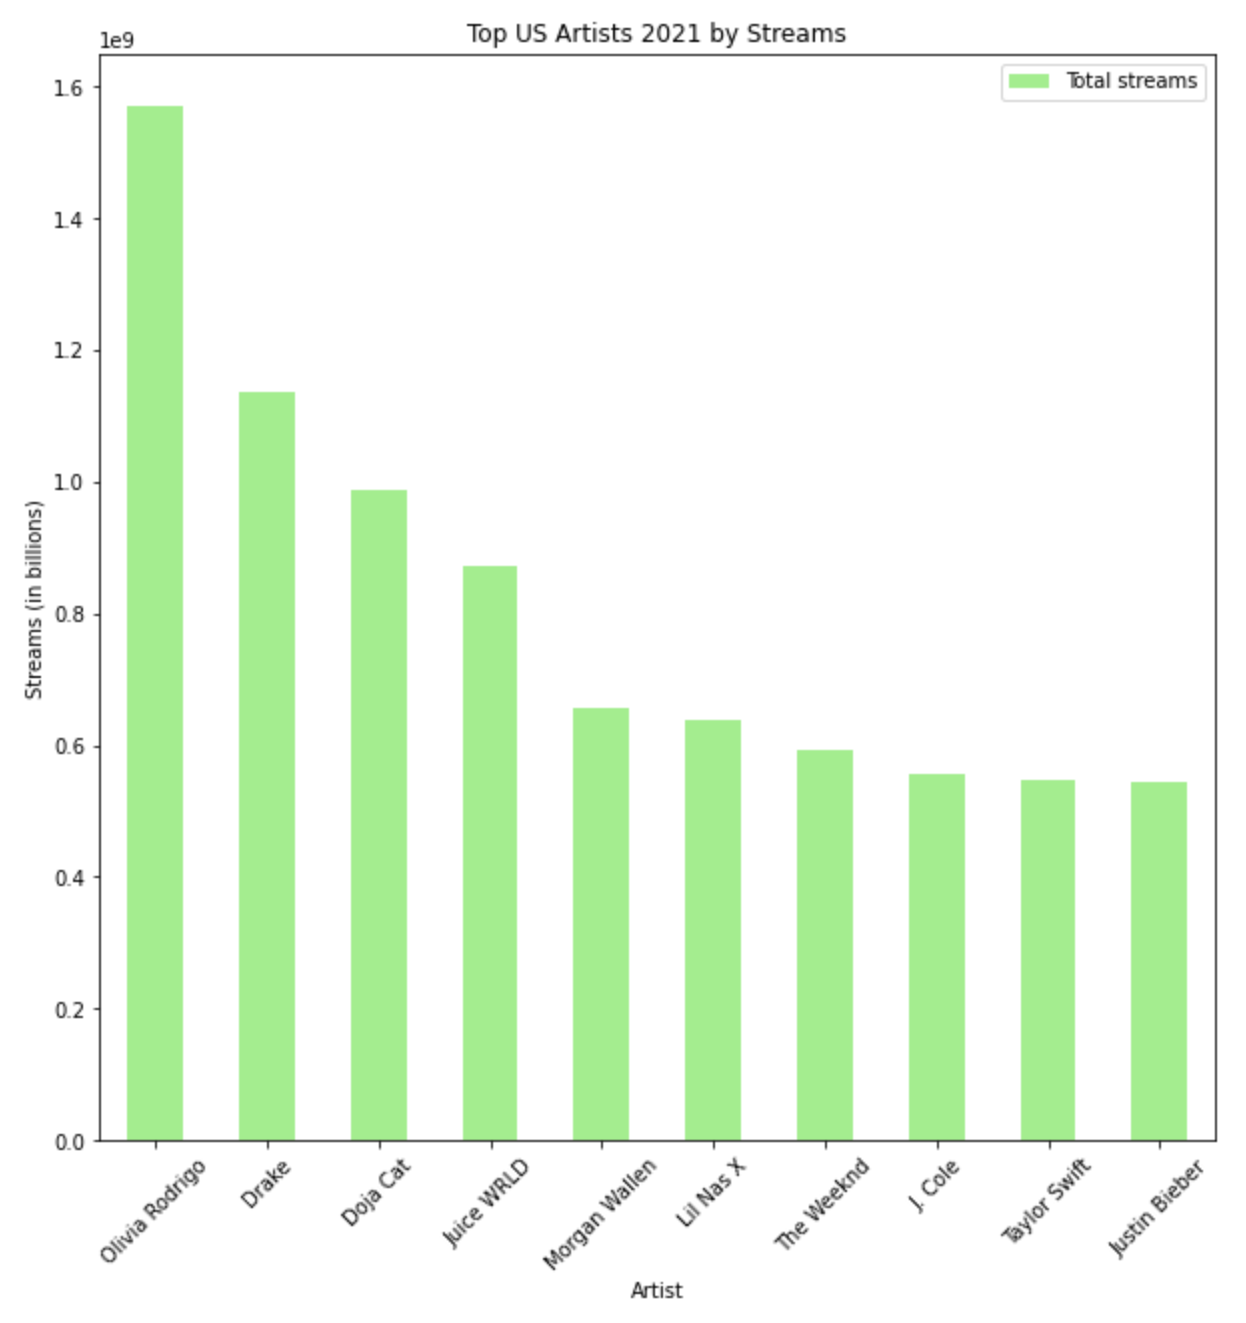 Top US Artists 2021 by Streams
1e9
Total streams
1.6
1.4
1.2
1.0
0.8
0.6
0.4
0.2
0.0
Streams (in billions)
Olivia Rodrigo
Drake
Doja Cat
Juice WRLD
Morgan Wallen
Lil Nas X
The Weeknd
J. Cole
Taylor Swift
Justin Bieber
Artist